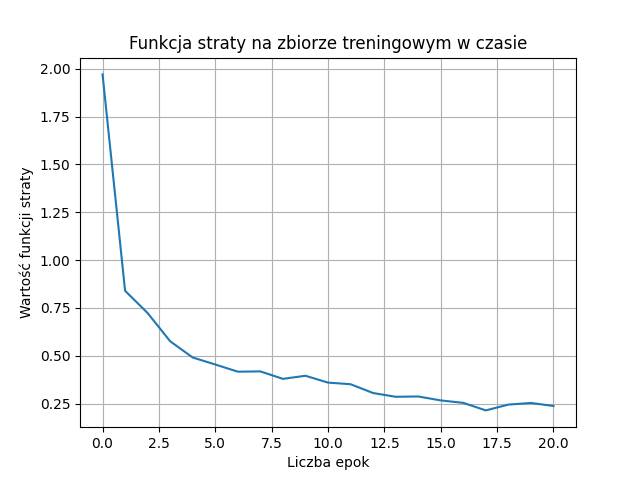 Funkcja straty na zbiorze treningowym w czasie
2.00
1.75
1.50
1.25
1.00
0.75
0.50
0.25
Wartość funkcji straty
0.0 2.5 5.0 7.5 10.0 12.5 15.0 17.5 20.0
Liczba epok